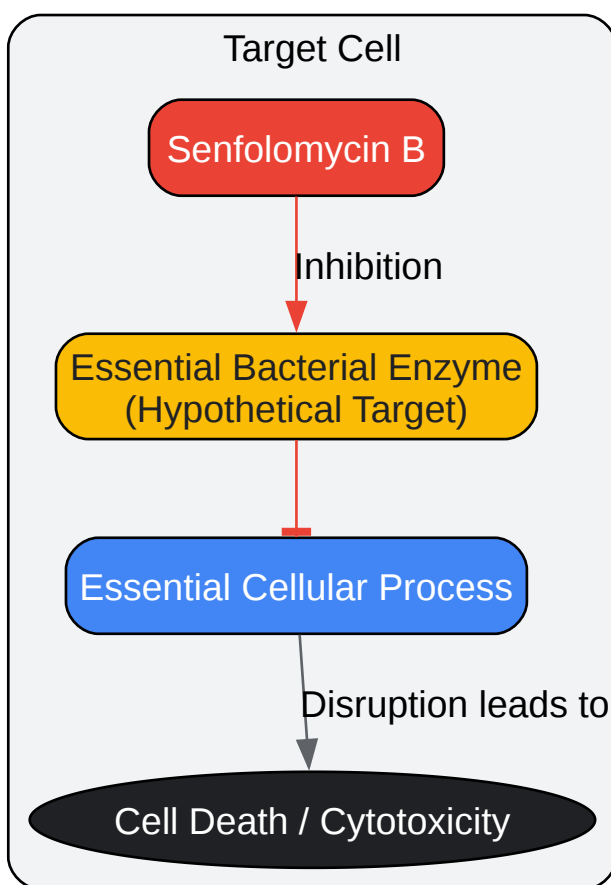 Target Cell
Senfolomycin B
Inhibition
Essential Bacterial Enzyme
(Hypothetical Target)
Essential Cellular Process
Disruption leads to
Cell Death / Cytotoxicity